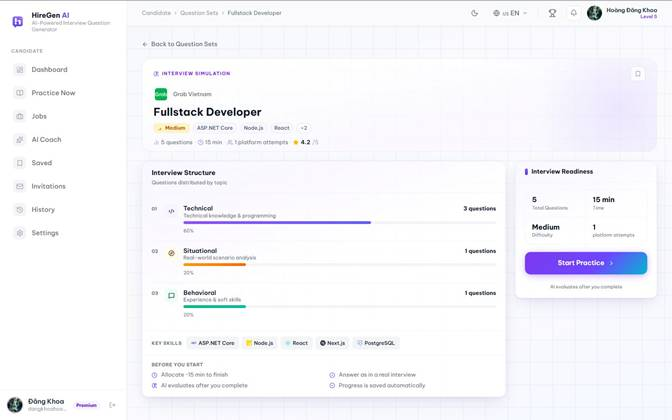 HireGen AI
AI-Powered Interview Question
Generator
CANDIDATE
Dashboard
Practice Now
Jobs
AI Coach
Saved
Invitations
History
Settings
Đăng Khoa
dangkhoahoa...
Premium
Candidate > Question Sets > Fullstack Developer
US EN
Hoàng Đăng Khoa
Level 5
← Back to Question Sets
INTERVIEW SIMULATION
Grab
Grab Vietnam
Fullstack Developer
Medium ASP.NET Core Node.js React +2
5 questions · 15 min · 1 platform attempts 4.2 /5
Interview Structure
Questions distributed by topic
01 Technical 3 questions
Technical knowledge & programming
60%
02 Situational 1 questions
Real-world scenario analysis
20%
03 Behavioral 1 questions
Experience & soft skills
20%
KEY SKILLS ASP.NET Core Node.js React Next.js PostgreSQL
BEFORE YOU START
Allocate ~15 min to finish
Answer as in a real interview
AI evaluates after you complete
Progress is saved automatically
Interview Readiness
5 15 min
Total Questions Time
Medium 1
Difficulty platform attempts
Start Practice >
AI evaluates after you complete